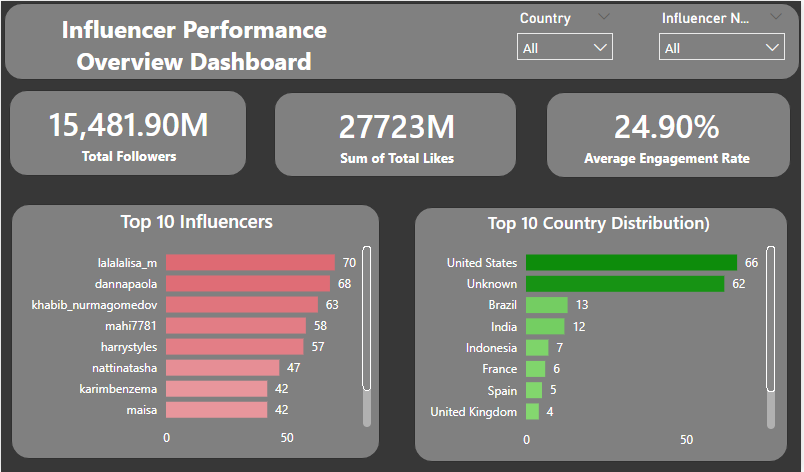 Influencer Performance
Overview Dashboard
Country
All
Influencer N...
All
15,481.90M
Total Followers
27723M
Sum of Total Likes
24.90%
Average Engagement Rate
Top 10 Influencers
lalalalisa_m 70
dannapaola 68
khabib_nurmagomedov 63
mahi7781 58
harrystyles 57
nattinatasha 47
karimbenzema 42
maisa 42
0 50
Top 10 Country Distribution)
United States 66
Unknown 62
Brazil 13
India 12
Indonesia 7
France 6
Spain 5
United Kingdom 4
0 50